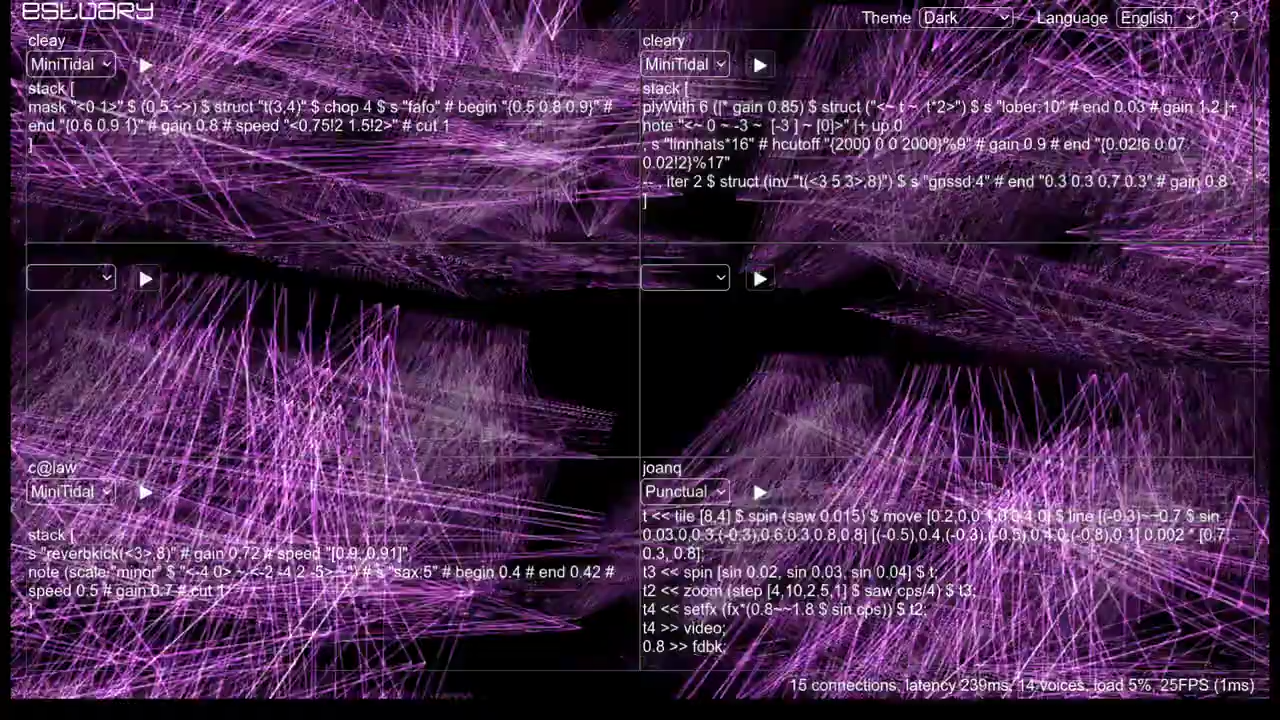 estuary
Theme Dark Language English ?
cleay
MiniTidal
stack [
mask "<0 1>" $ (0.5 ~>) $ struct "t(3,4)" $ chop 4 $ s "fafo" # begin "{0.5 0.8 0.9}" #
end "{0.6 0.9 1}" # gain 0.8 # speed "<0.75!2 1.5!2>" # cut 1
]
cleary
MiniTidal
stack [
plyWith 6 (|* gain 0.85) $ struct ("<~ t ~ t*2>") $ s "lober:10" # end 0.03 # gain 1.2 |+
note "<~ 0 ~ -3 ~ [-3 ] ~ [0]>" |+ up 0
, s "linnhats*16" # hcutoff "{2000 0 0 2000}%9" # gain 0.9 # end "{0.02!6 0.07
0.02!2}%17"
-- , iter 2 $ struct (inv "t(<3 5 3>,8)") $ s "gnssd:4" # end "0.3 0.3 0.7 0.3" # gain 0.8
]
c@law
MiniTidal
stack [
s "reverbkick(<3>,8)" # gain 0.72 # speed "[0.9,,0.91]",
note (scale "minor" $ "<-4 0> ~ <-2 -4 2 -5> ~") # s "sax:5" # begin 0.4 # end 0.42 #
speed 0.5 # gain 0.7 # cut 1
]
joanq
Punctual
t << tile [8,4] $ spin (saw 0.015) $ move [0.2,0,0.1,0,0.4,0] $ line [(-0.3)~~0.7 $ sin
0.03,0,0.3,(-0.3),0.6,0.3,0.8,0.8] [(-0.5),0.4,(-0.3),(-0.5),0.4,0,(-0.8),0.1] 0.002 * [0.7,
0.3, 0.8];
t3 << spin [sin 0.02, sin 0.03, sin 0.04] $ t;
t2 << zoom (step [4,10,2,5,1] $ saw cps/4) $ t3;
t4 << setfx (fx*(0.8~~1.8 $ sin cps)) $ t2;
t4 >> video;
0.8 >> fdbk;
15 connections, latency 239ms, 14 voices, load 5%, 25FPS (1ms)